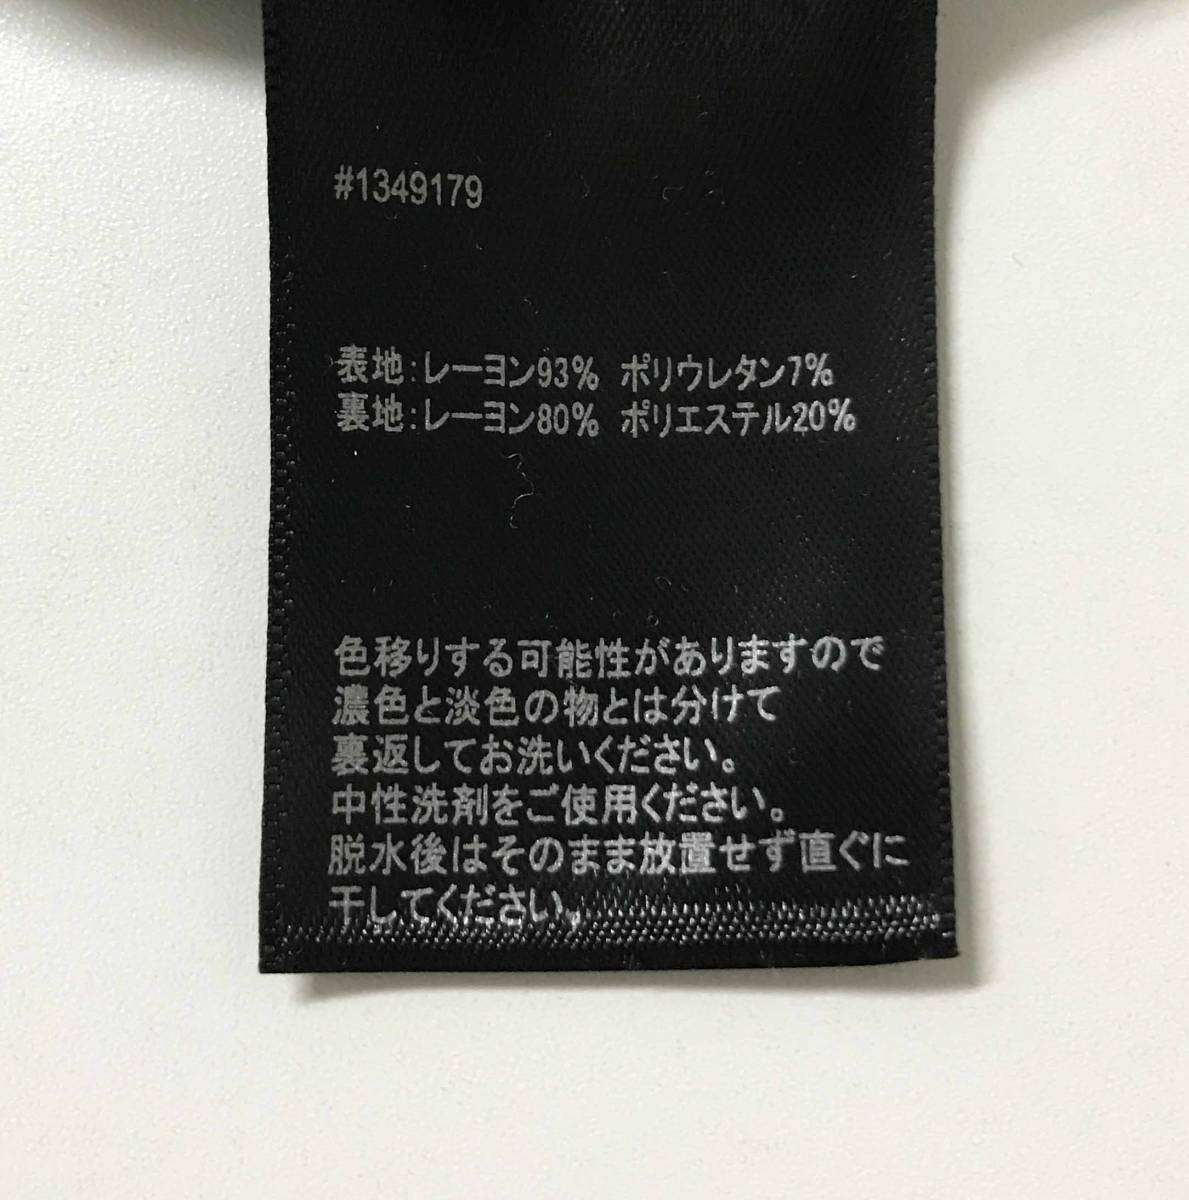 #1349179
表地:レーヨン93% ポリウレタン7%
裏地:レーヨン80% ポリエステル20%
色移りする可能性がありますので
濃色と淡色の物とは分けて
裏返してお洗いください。
中性洗剤をご使用ください。
脱水後はそのまま放置せず直ぐに
干してください。